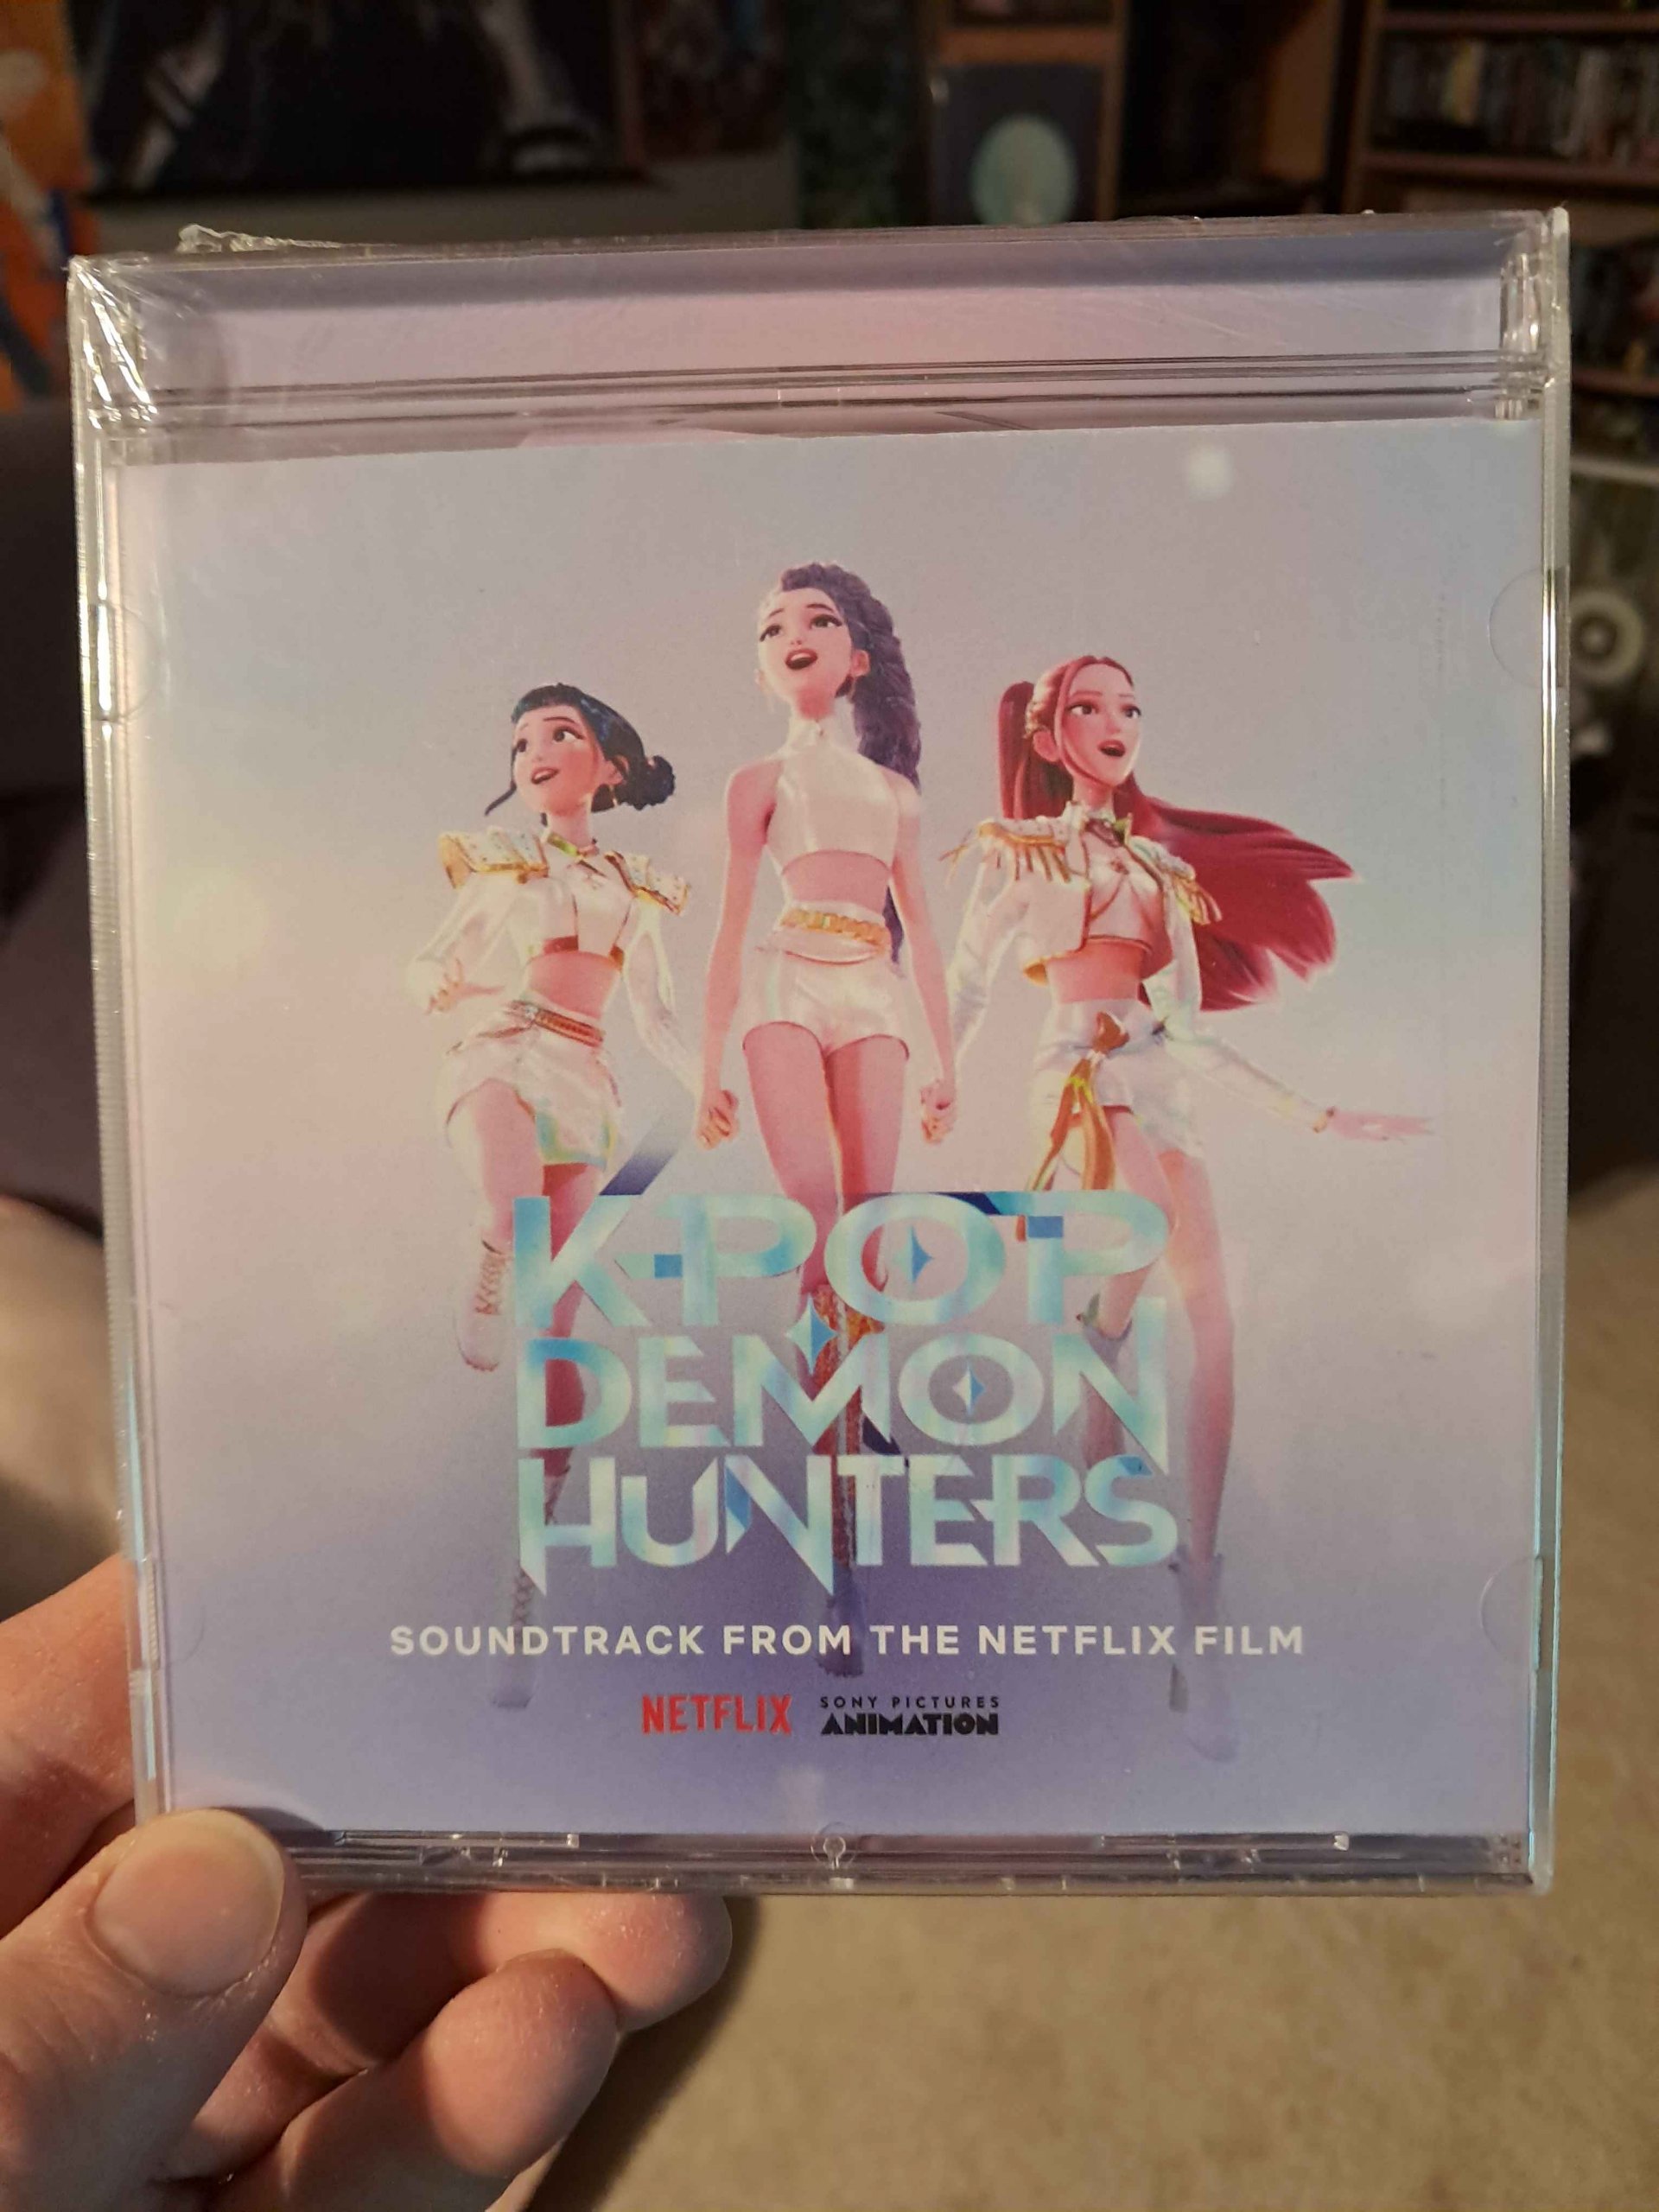 K-POP
DEMON
HUNTERS
SOUNDTRACK FROM THE NETFLIX FILM
NETFLIX
SONY PICTURES
ANIMATION